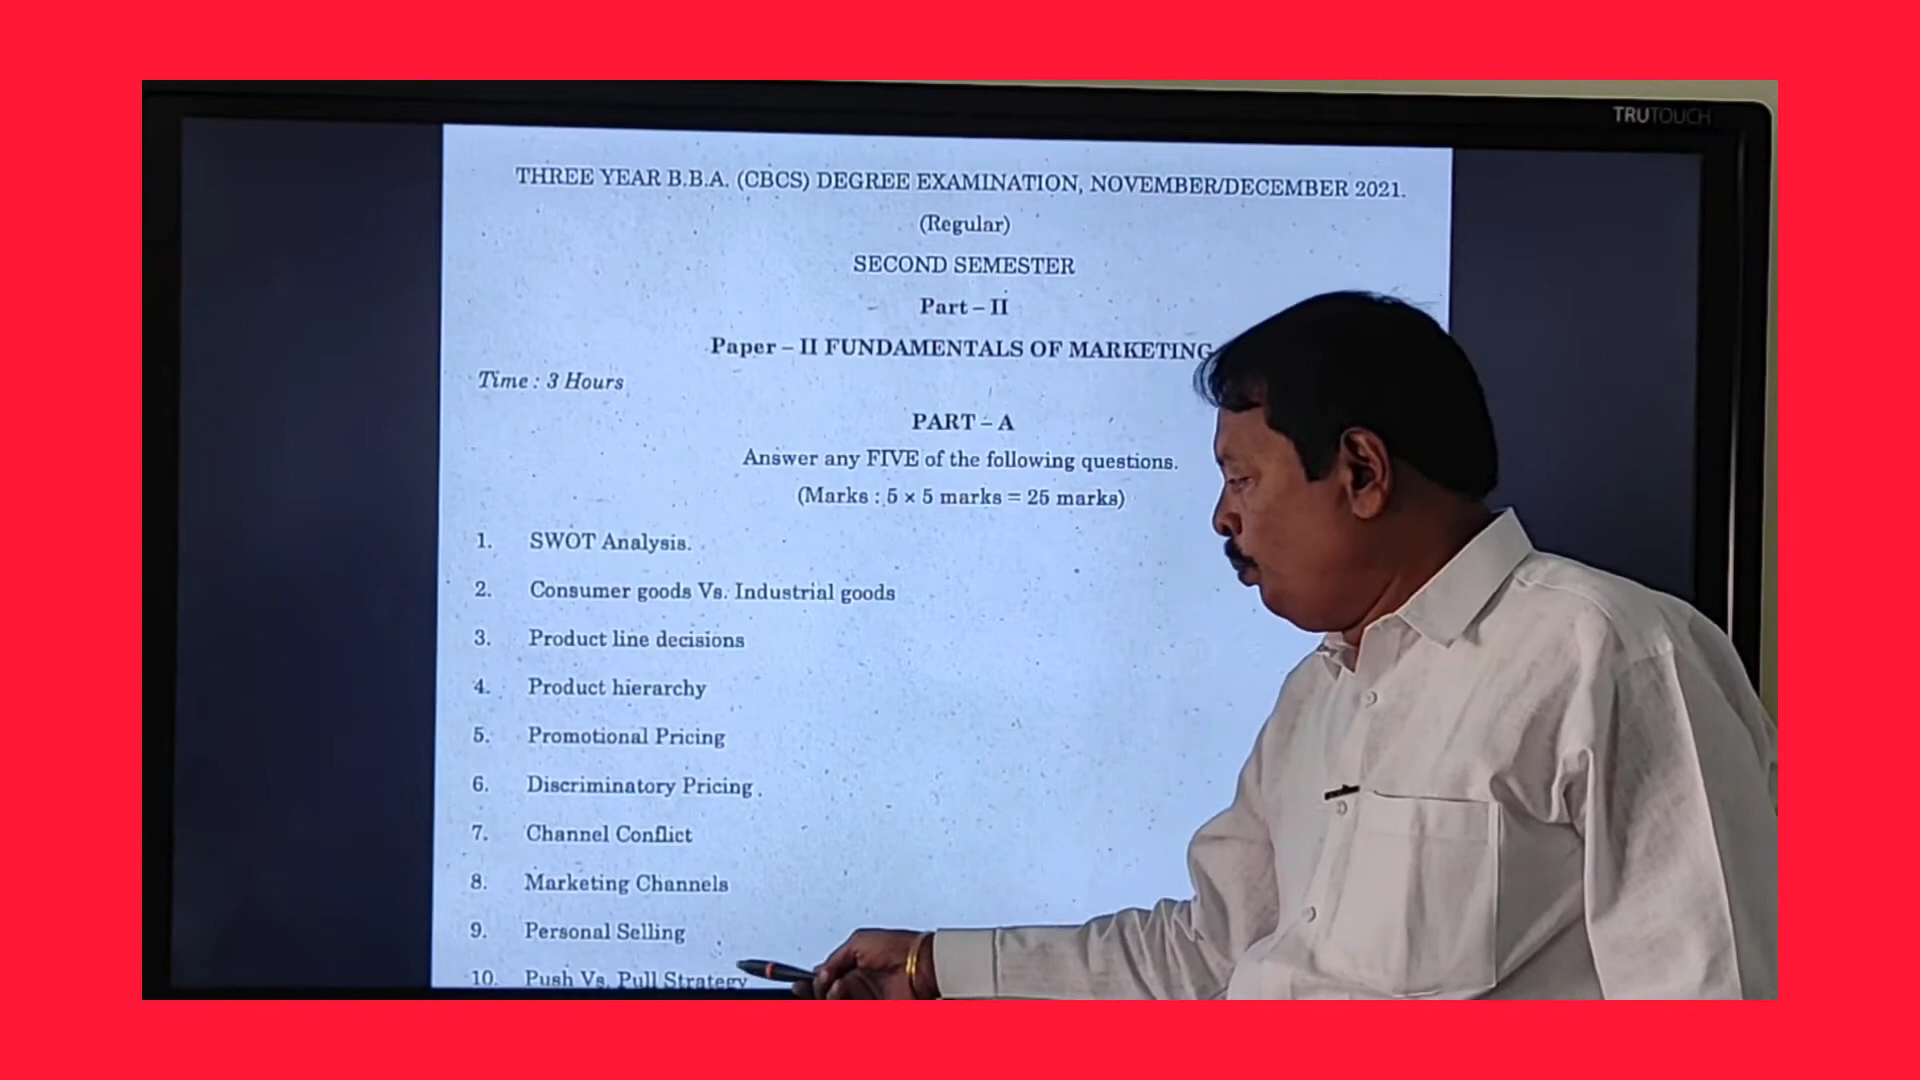 TRUTOUCH
THREE YEAR B.B.A. (CBCS) DEGREE EXAMINATION, NOVEMBER/DECEMBER 2021.
(Regular)
SECOND SEMESTER
Part – II
Paper – II FUNDAMENTALS OF MARKETING
Time : 3 Hours
PART – A
Answer any FIVE of the following questions.
(Marks : 5 × 5 marks = 25 marks)
1. SWOT Analysis.
2. Consumer goods Vs. Industrial goods
3. Product line decisions
4. Product hierarchy
5. Promotional Pricing
6. Discriminatory Pricing.
7. Channel Conflict
8. Marketing Channels
9. Personal Selling
10. Push Vs. Pull Strategy